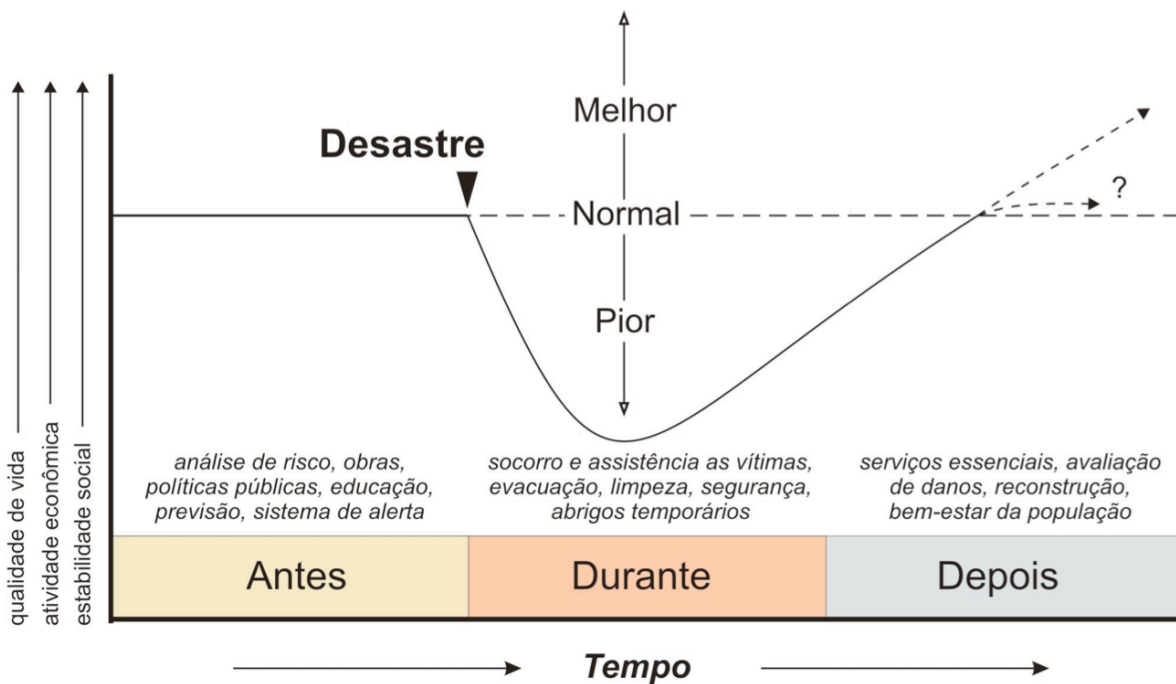 Melhor
Desastre
?
Normal
Pior
qualidade de vida
atividade econômica
estabilidade social
análise de risco, obras,
políticas públicas, educação,
previsão, sistema de alerta
socorro e assistência as vítimas,
evacuação, limpeza, segurança,
abrigos temporários
serviços essenciais, avaliação
de danos, reconstrução,
bem-estar da população
Antes
Durante
Depois
Tempo